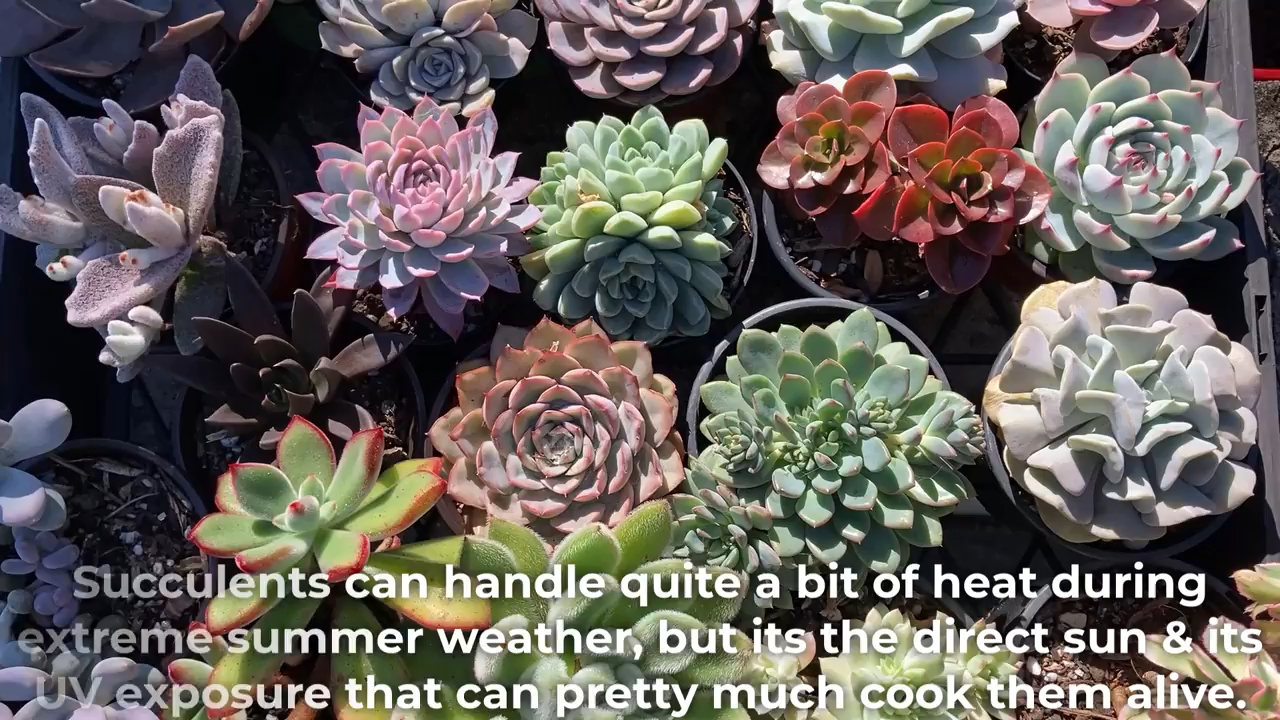 Succulents can handle quite a bit of heat during
extreme summer weather, but its the direct sun & its
UV exposure that can pretty much cook them alive.